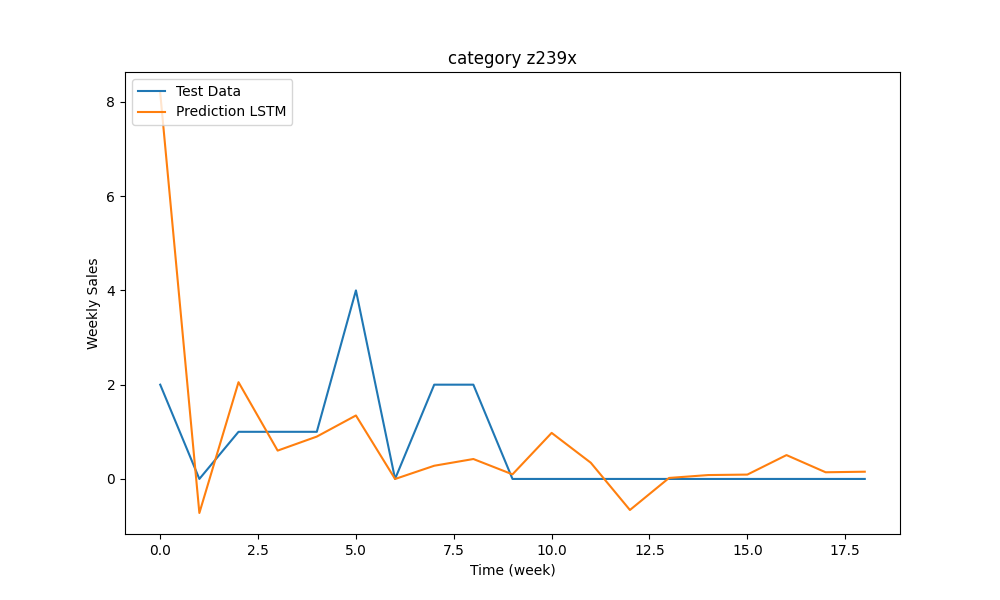 category z239x
Test Data
Prediction LSTM
8
6
4
2
0
Weekly Sales
0.0 2.5 5.0 7.5 10.0 12.5 15.0 17.5
Time (week)